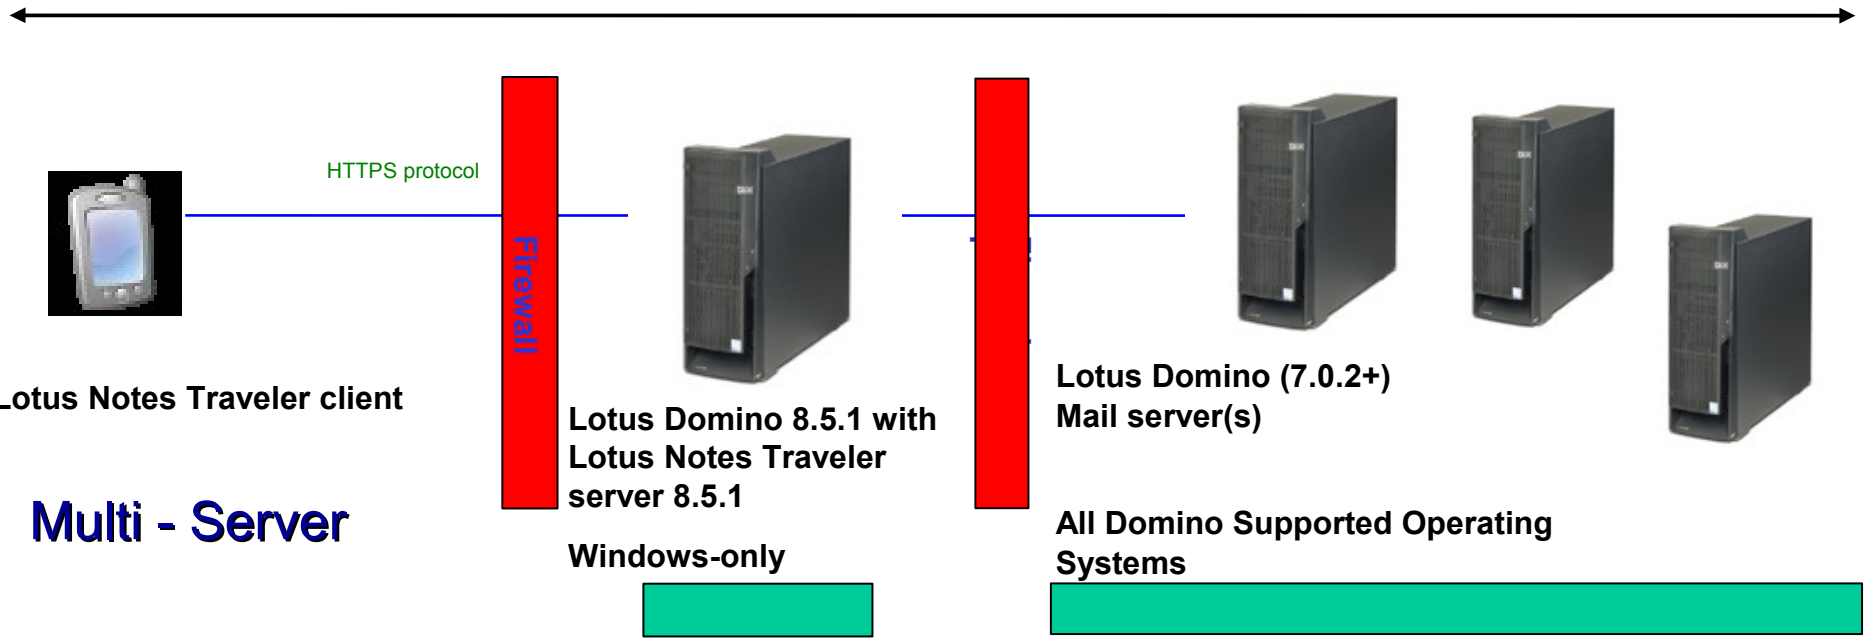 HTTPS protocol
Firewall
Lotus Notes Traveler client
Lotus Domino 8.5.1 with
Lotus Notes Traveler
server 8.5.1
Windows-only
Lotus Domino (7.0.2+)
Mail server(s)
All Domino Supported Operating
Systems
Multi - Server